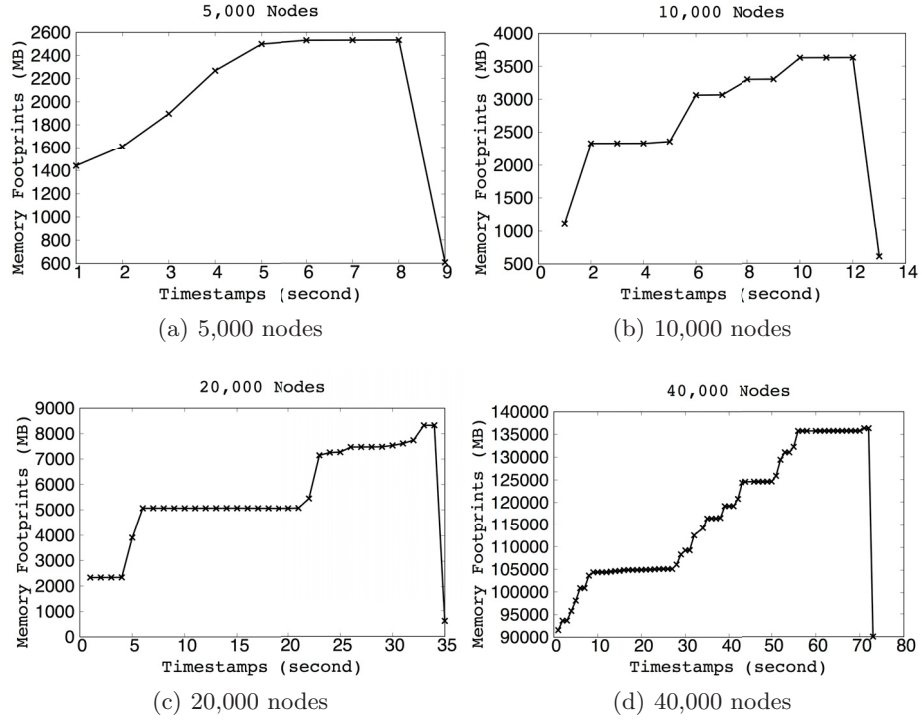 5,000 Nodes
Memory Footprints (MB)
2600
2400
2200
2000
1800
1600
1400
1200
1000
800
600
1 2 3 4 5 6 7 8 9
Timestamps (second)
(a) 5,000 nodes
10,000 Nodes
Memory Footprints (MB)
4000
3500
3000
2500
2000
1500
1000
500
0 2 4 6 8 10 12 14
Timestamps (second)
(b) 10,000 nodes
20,000 Nodes
Memory Footprints (MB)
9000
8000
7000
6000
5000
4000
3000
2000
1000
0
0 5 10 15 20 25 30 35
Timestamps (second)
(c) 20,000 nodes
40,000 Nodes
Memory Footprints (MB)
140000
135000
130000
125000
120000
115000
110000
105000
100000
95000
90000
0 10 20 30 40 50 60 70 80
Timestamps (second)
(d) 40,000 nodes